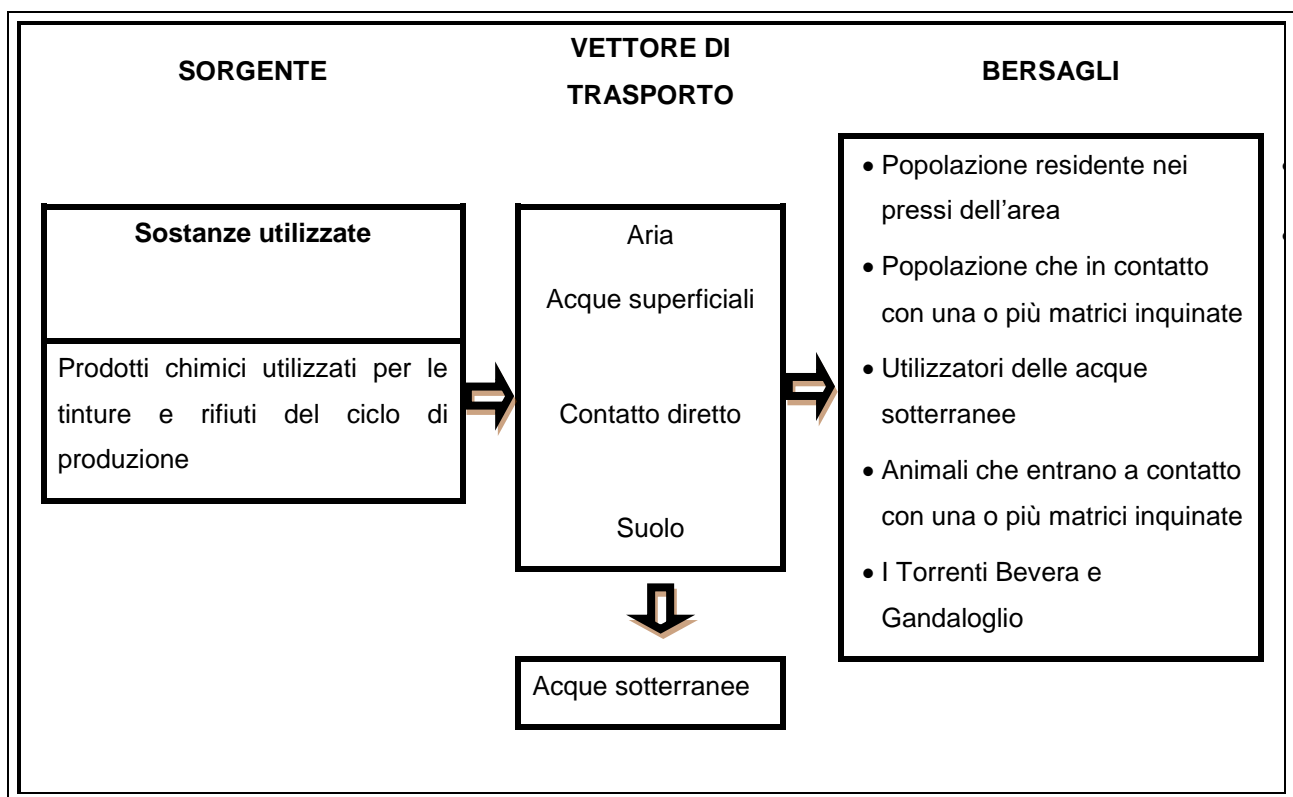 SORGENTE
VETTORE DI
TRASPORTO
BERSAGLI
Sostanze utilizzate
Prodotti chimici utilizzati per le
tinture e rifiuti del ciclo di
produzione
Aria
Acque superficiali
Contatto diretto
Suolo
Acque sotterranee
• Popolazione residente nei
pressi dell’area
• Popolazione che in contatto
con una o più matrici inquinate
• Utilizzatori delle acque
sotterranee
• Animali che entrano a contatto
con una o più matrici inquinate
• I Torrenti Bevera e
Gandaloglio